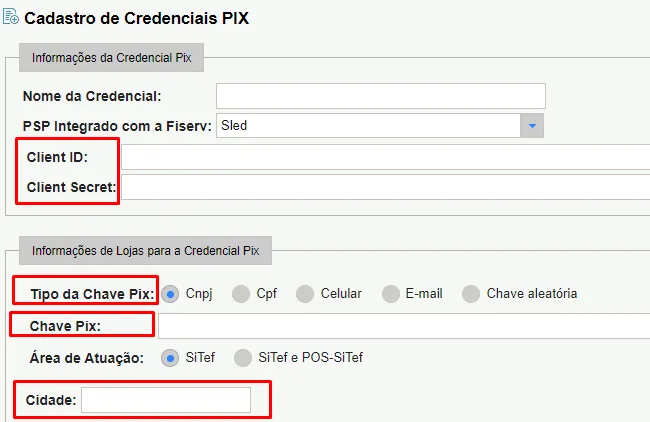 Cadastro de Credenciais PIX
Informações da Credencial Pix
Nome da Credencial:
PSP Integrado com a Fiserv: Sled
Client ID:
Client Secret:
Informações de Lojas para a Credencial Pix
Tipo da Chave Pix: Cnpj Cpf Celular E-mail Chave aleatória
Chave Pix:
Área de Atuação: SiTef SiTef e POS-SiTef
Cidade: